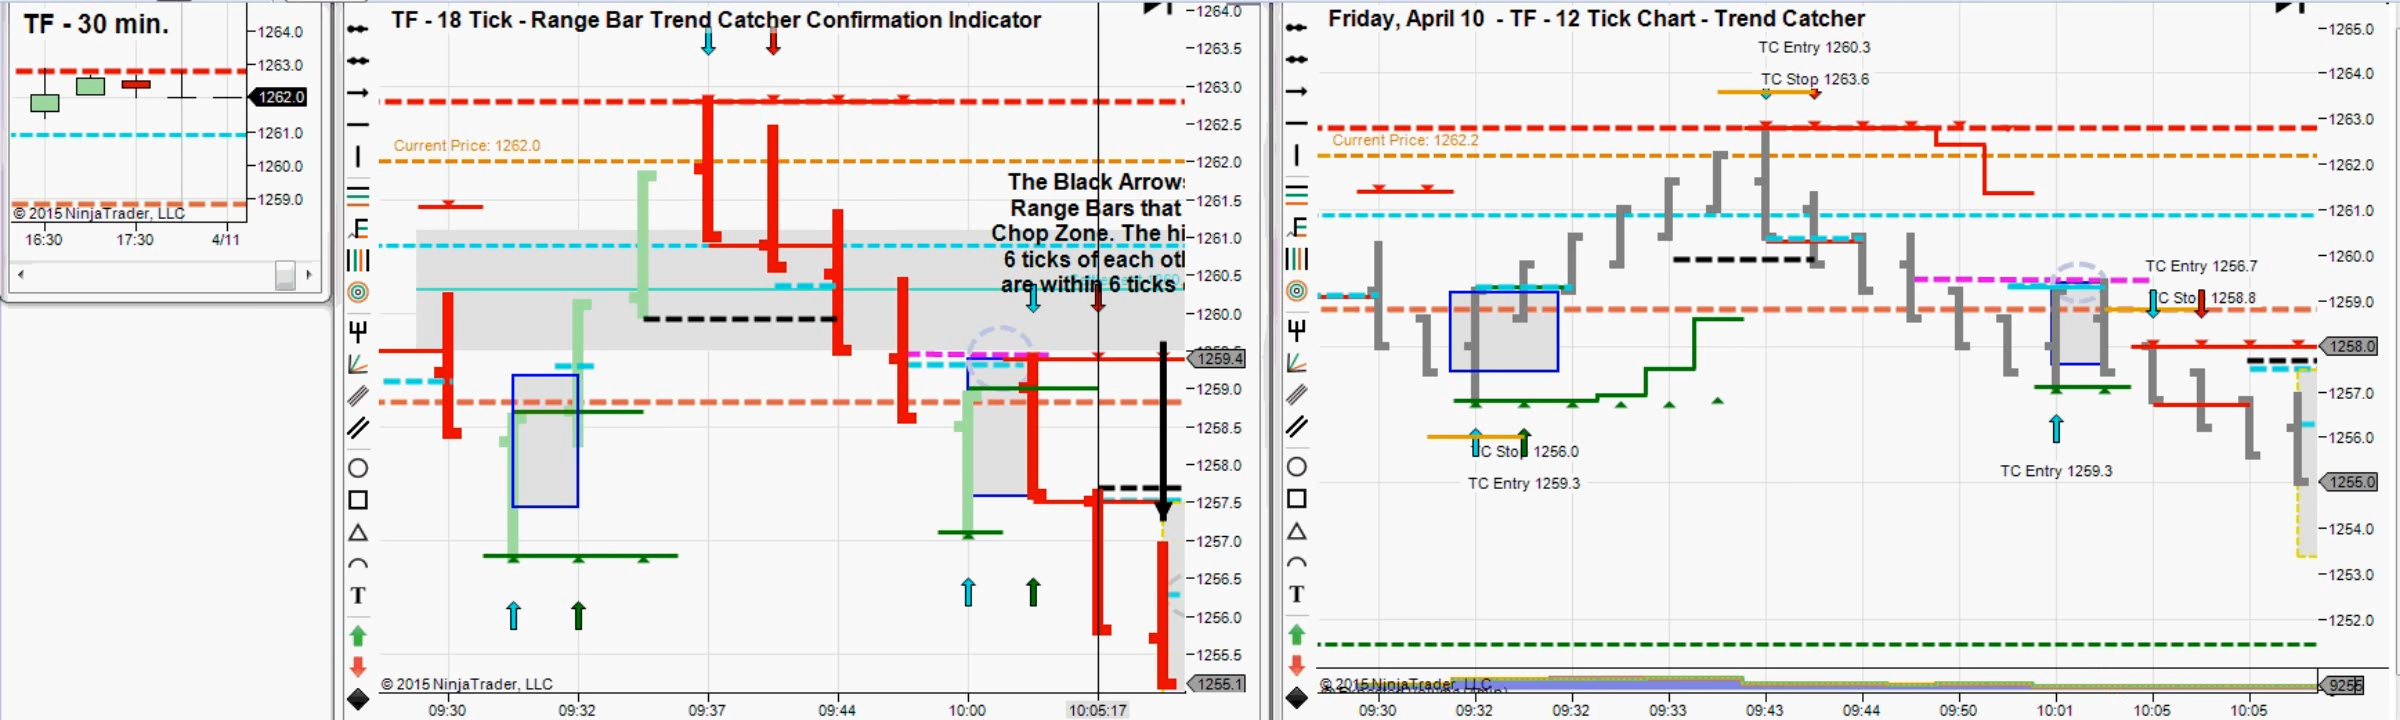 TF - 30 min.
1264.0
1263.0
1262.0
1261.0
1260.0
1259.0
© 2015 NinjaTrader, LLC
16:30
17:30
4/11
TF - 18 Tick - Range Bar Trend Catcher Confirmation Indicator
Current Price: 1262.0
The Black Arrows
Range Bars that
Chop Zone. The hi
6 ticks of each otl
are within 6 ticks
1264.0
1263.5
1263.0
1262.5
1262.0
1261.5
1261.0
1260.5
1260.0
1259.4
1259.0
1258.5
1258.0
1257.5
1257.0
1256.5
1256.0
1255.5
1255.1
F
T
© 2015 NinjaTrader, LLC
09:30
09:32
09:37
09:44
10:00
10:05:17
Friday, April 10 - TF - 12 Tick Chart - Trend Catcher
TC Entry 1260.3
TC Stop 1263.6
Current Price: 1262.2
TC Entry 1256.7
TC Stop 1258.8
TC Stop 1256.0
TC Entry 1259.3
TC Entry 1259.3
1265.0
1264.0
1263.0
1262.0
1261.0
1260.0
1259.0
1258.0
1257.0
1256.0
1255.0
1254.0
1253.0
1252.0
9255
F
T
© 2015 NinjaTrader, LLC
09:30
09:32
09:32
09:33
09:43
09:44
09:50
10:01
10:05
10:05